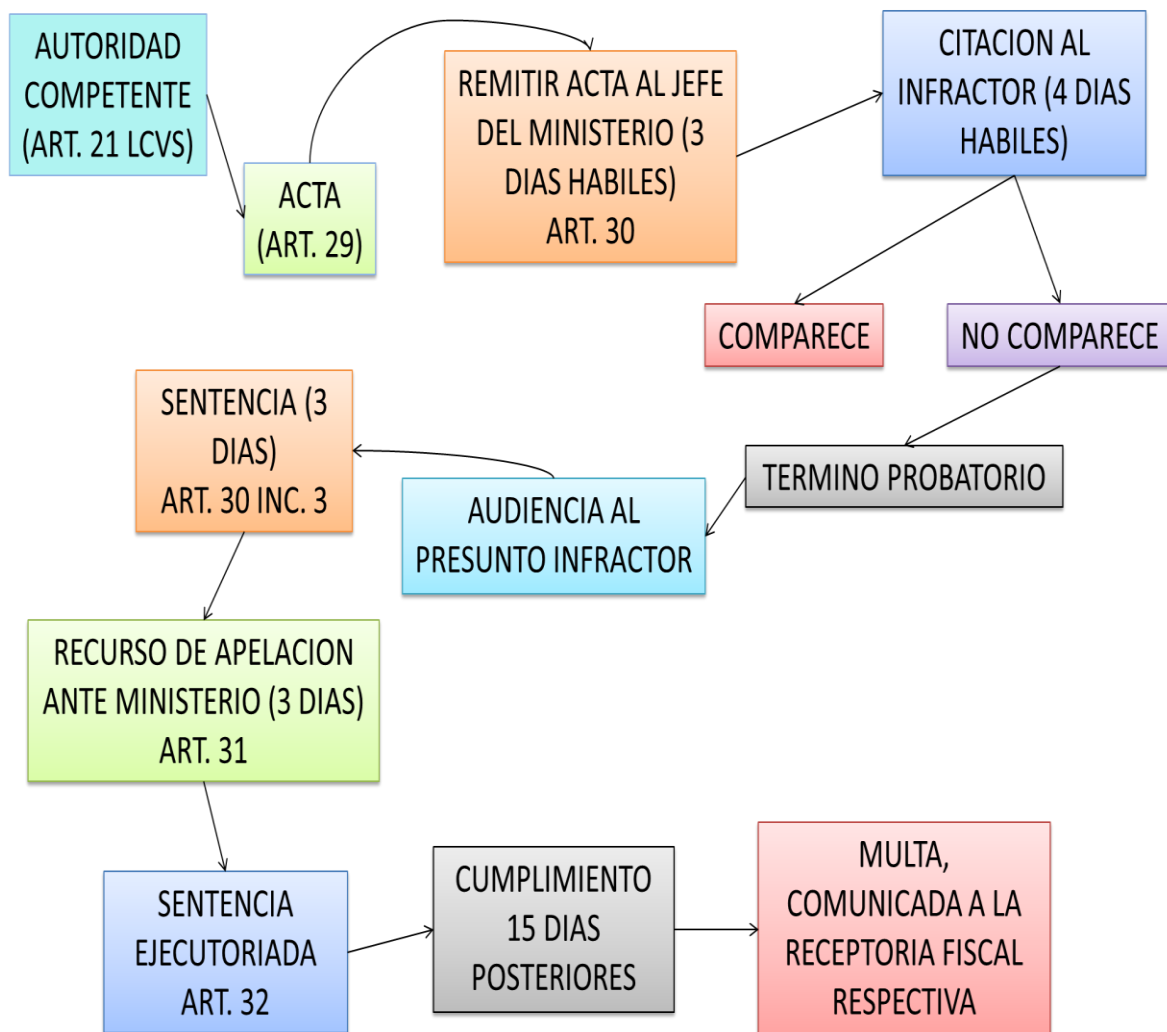 AUTORIDAD
COMPETENTE
(ART. 21 LCVS)
ACTA
(ART. 29)
REMITIR ACTA AL JEFE
DEL MINISTERIO (3
DIAS HABILES)
ART. 30
CITACION AL
INFRACTOR (4 DIAS
HABILES)
COMPARECE
NO COMPARECE
TERMINO PROBATORIO
AUDIENCIA AL
PRESUNTO INFRACTOR
SENTENCIA (3
DIAS)
ART. 30 INC. 3
RECURSO DE APELACION
ANTE MINISTERIO (3 DIAS)
ART. 31
SENTENCIA
EJECUTORIADA
ART. 32
CUMPLIMIENTO
15 DIAS
POSTERIORES
MULTA,
COMUNICADA A LA
RECEPTORIA FISCAL
RESPECTIVA